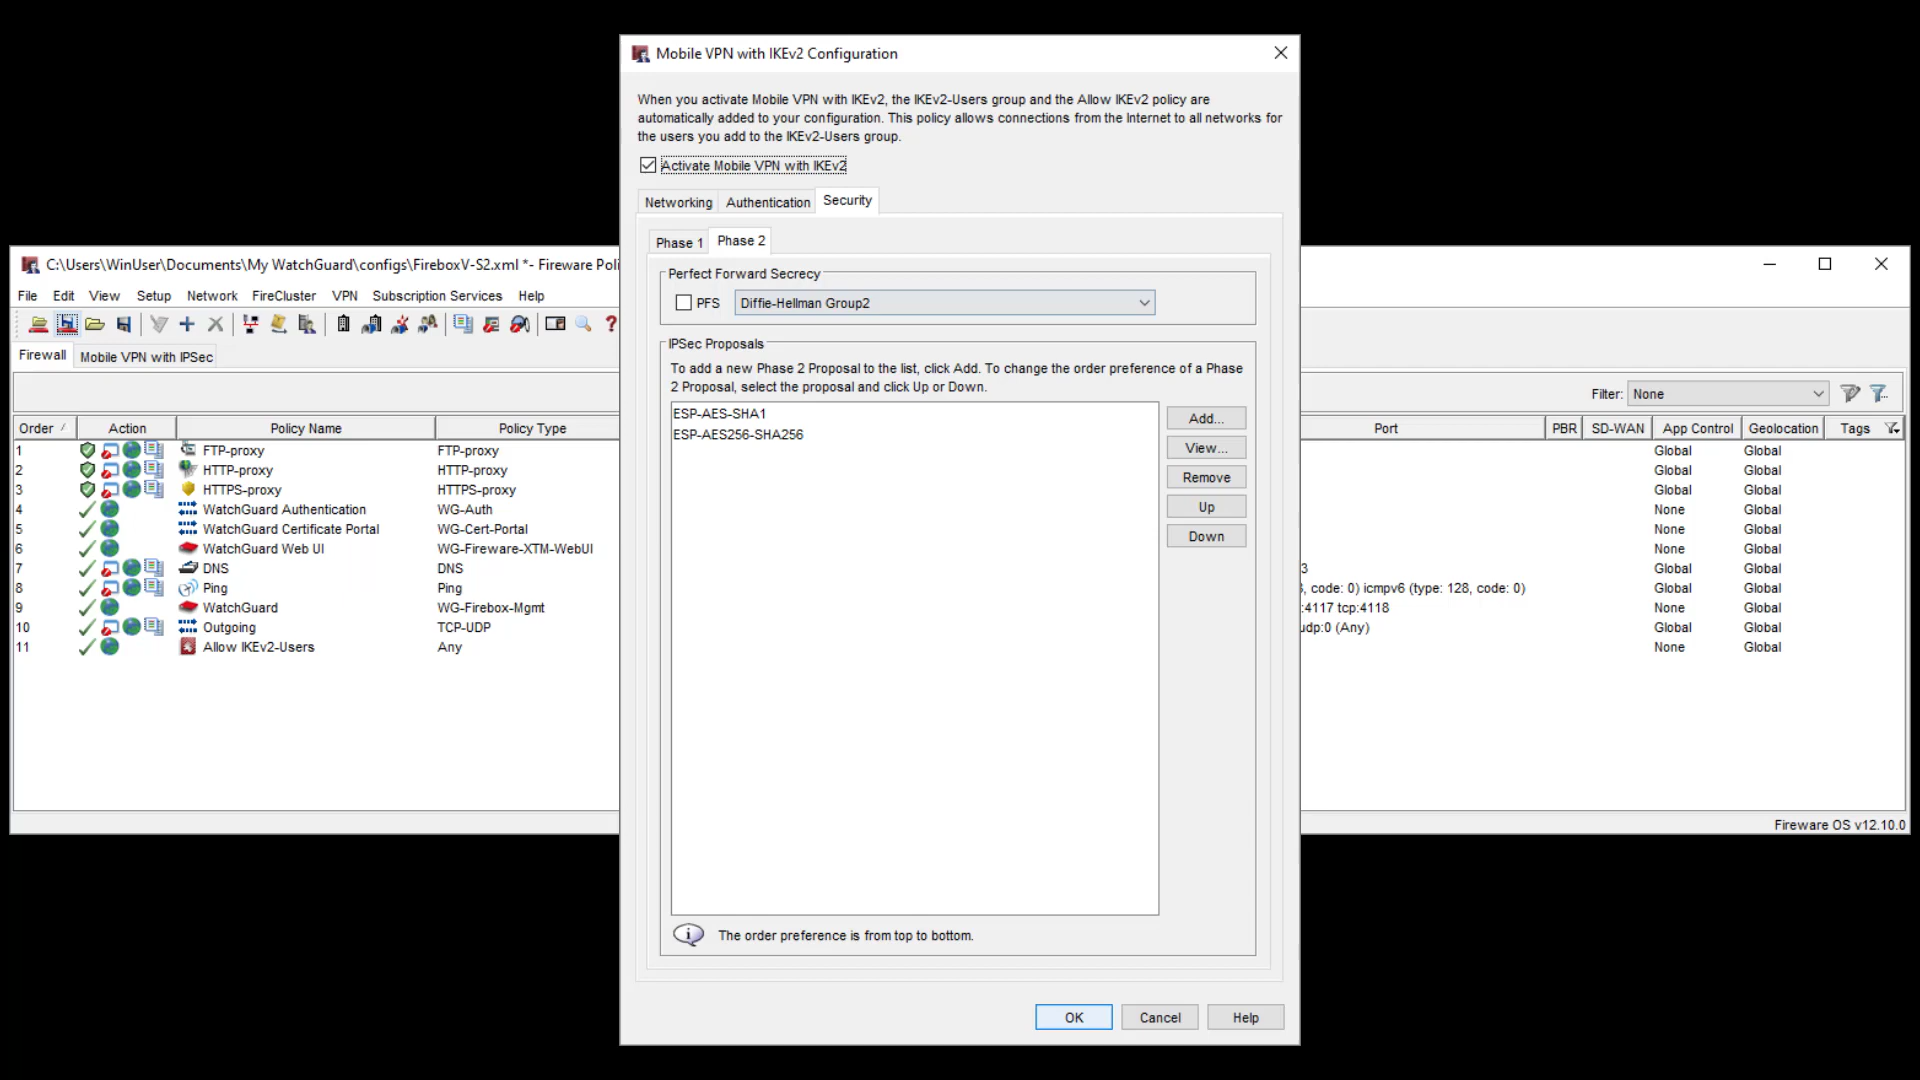 Mobile VPN with IKEv2 Configuration
When you activate Mobile VPN with IKEv2, the IKEv2-Users group and the Allow IKEv2 policy are
automatically added to your configuration. This policy allows connections from the Internet to all networks for
the users you add to the IKEv2-Users group.
Activate Mobile VPN with IKEv2
Networking Authentication Security
Phase 1 Phase 2
Perfect Forward Secrecy
PFS Diffie-Hellman Group2
IPSec Proposals
To add a new Phase 2 Proposal to the list, click Add. To change the order preference of a Phase
2 Proposal, select the proposal and click Up or Down.
ESP-AES-SHA1
ESP-AES256-SHA256
Add...
View...
Remove
Up
Down
The order preference is from top to bottom.
OK Cancel Help
C:\Users\WinUser\Documents\My WatchGuard\configs\FireboxV-S2.xml *- Fireware Poli
File Edit View Setup Network FireCluster VPN Subscription Services Help
Firewall Mobile VPN with IPSec
Filter: None
Order Action Policy Name Policy Type Port PBR SD-WAN App Control Geolocation Tags
1 FTP-proxy FTP-proxy Global Global
2 HTTP-proxy HTTP-proxy Global Global
3 HTTPS-proxy HTTPS-proxy Global Global
4 WatchGuard Authentication WG-Auth None Global
5 WatchGuard Certificate Portal WG-Cert-Portal None Global
6 WatchGuard Web UI WG-Fireware-XTM-WebUI None Global
7 DNS DNS 3 Global Global
8 Ping Ping , code: 0) icmpv6 (type: 128, code: 0) Global Global
9 WatchGuard WG-Firebox-Mgmt :4117 tcp:4118 None Global
10 Outgoing TCP-UDP udp:0 (Any) Global Global
11 Allow IKEv2-Users Any None Global
Fireware OS v12.10.0